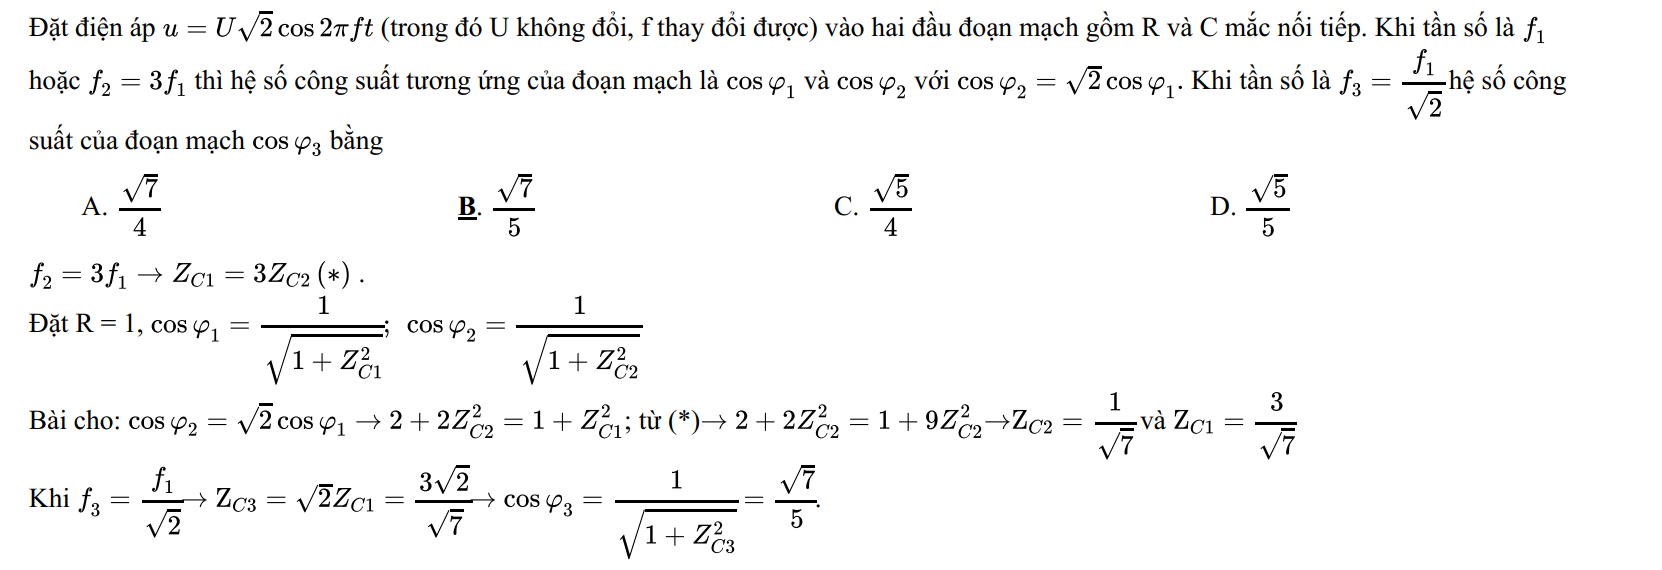 Đặt điện áp $u = U\sqrt{2}\cos 2\pi ft$ (trong đó U không đổi, f thay đổi được) vào hai đầu đoạn mạch gồm R và C mắc nối tiếp. Khi tần số là $f_1$
hoặc $f_2 = 3f_1$ thì hệ số công suất tương ứng của đoạn mạch là $\cos\varphi_1$ và $\cos\varphi_2$ với $\cos\varphi_2 = \sqrt{2}\cos\varphi_1$. Khi tần số là $f_3 = \frac{f_1}{\sqrt{2}}$ hệ số công
suất của đoạn mạch $\cos\varphi_3$ bằng
A. $\frac{\sqrt{7}}{4}$ B. $\frac{\sqrt{7}}{5}$ C. $\frac{\sqrt{5}}{4}$ D. $\frac{\sqrt{5}}{5}$
$f_2 = 3f_1 \to Z_{C1} = 3Z_{C2}\,(*)$ .
Đặt R = 1, $\cos\varphi_1 = \frac{1}{\sqrt{1 + Z_{C1}^2}}$; $\cos\varphi_2 = \frac{1}{\sqrt{1 + Z_{C2}^2}}$
Bài cho: $\cos\varphi_2 = \sqrt{2}\cos\varphi_1 \to 2 + 2Z_{C2}^2 = 1 + Z_{C1}^2$; từ (*)$\to 2 + 2Z_{C2}^2 = 1 + 9Z_{C2}^2 \to Z_{C2} = \frac{1}{\sqrt{7}}$ và $Z_{C1} = \frac{3}{\sqrt{7}}$
Khi $f_3 = \frac{f_1}{\sqrt{2}} \to Z_{C3} = \sqrt{2}Z_{C1} = \frac{3\sqrt{2}}{\sqrt{7}} \to \cos\varphi_3 = \frac{1}{\sqrt{1 + Z_{C3}^2}} = \frac{\sqrt{7}}{5}$.